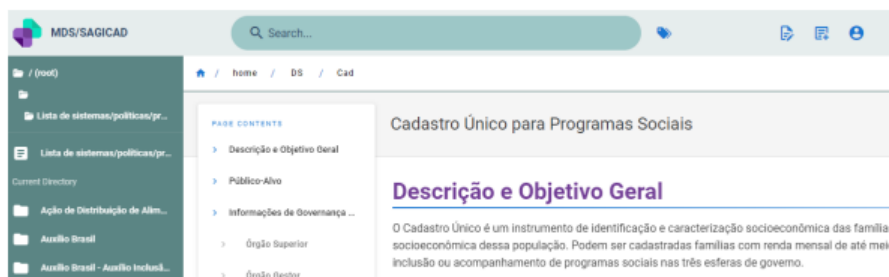 MDS/SAGICAD
Search...
/ (root)
Lista de sistemas/políticas/pr...
Lista de sistemas/políticas/pr...
Current Directory
Ação de Distribuição de Alim...
Auxílio Brasil
Auxílio Brasil - Auxílio Inclusã...
/ home / DS / Cad
PAGE CONTENTS
Descrição e Objetivo Geral
Público-Alvo
Informações de Governança ...
Órgão Superior
Órgão Gestor
Cadastro Único para Programas Sociais
Descrição e Objetivo Geral
O Cadastro Único é um instrumento de identificação e caracterização socioeconômica das família
socioeconômica dessa população. Podem ser cadastradas famílias com renda mensal de até mei
inclusão ou acompanhamento de programas sociais nas três esferas de governo.